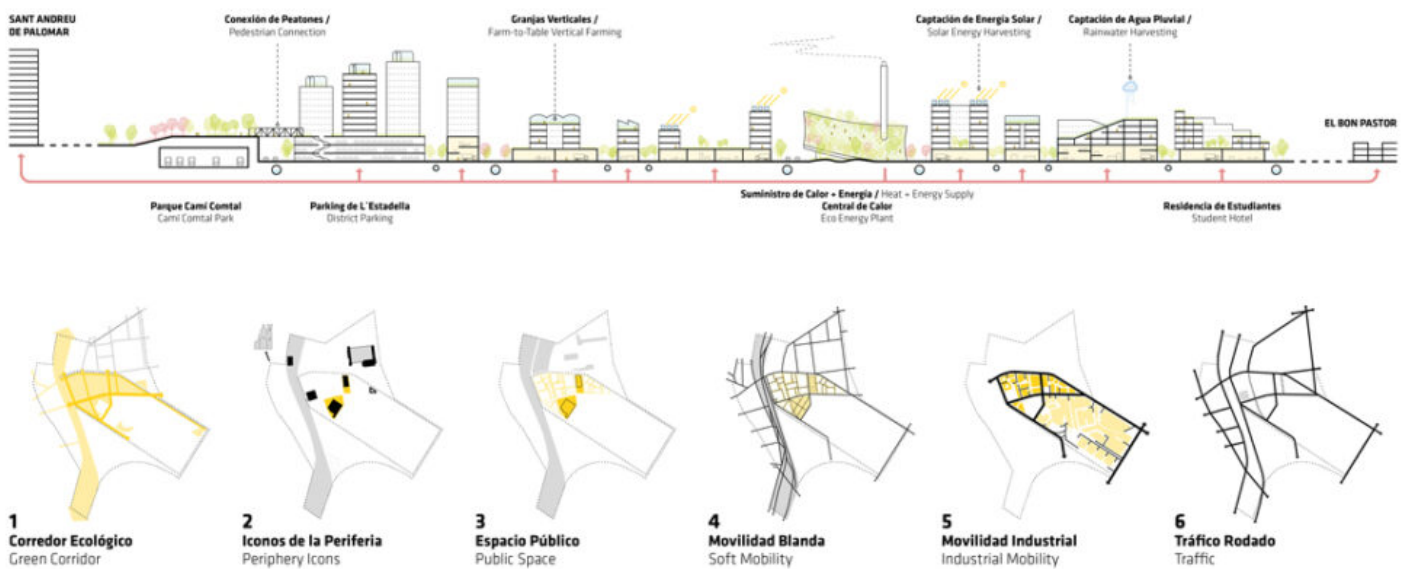 SANT ANDREU
DE PALOMAR
Conexión de Peatones /
Pedestrian Connection
Granjas Verticales /
Farm-to-Table Vertical Farming
Captación de Energía Solar /
Solar Energy Harvesting
Captación de Agua Pluvial /
Rainwater Harvesting
EL BON PASTOR
Parque Camí Comtal
Camí Comtal Park
Parking de L´Estadella
District Parking
Suministro de Calor + Energía / Heat + Energy Supply
Central de Calor
Eco Energy Plant
Residencia de Estudiantes
Student Hotel
1
Corredor Ecológico
Green Corridor
2
Iconos de la Periferia
Periphery Icons
3
Espacio Público
Public Space
4
Movilidad Blanda
Soft Mobility
5
Movilidad Industrial
Industrial Mobility
6
Tráfico Rodado
Traffic